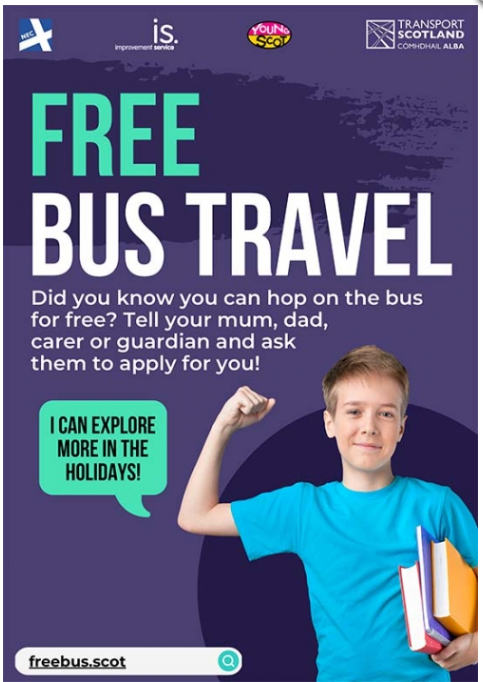 NEC
is.
improvement service
YOUNG
SCOT
TRANSPORT
SCOTLAND
COMHDHAIL ALBA
FREE
BUS TRAVEL
Did you know you can hop on the bus
for free? Tell your mum, dad,
carer or guardian and ask
them to apply for you!
I CAN EXPLORE
MORE IN THE
HOLIDAYS!
freebus.scot